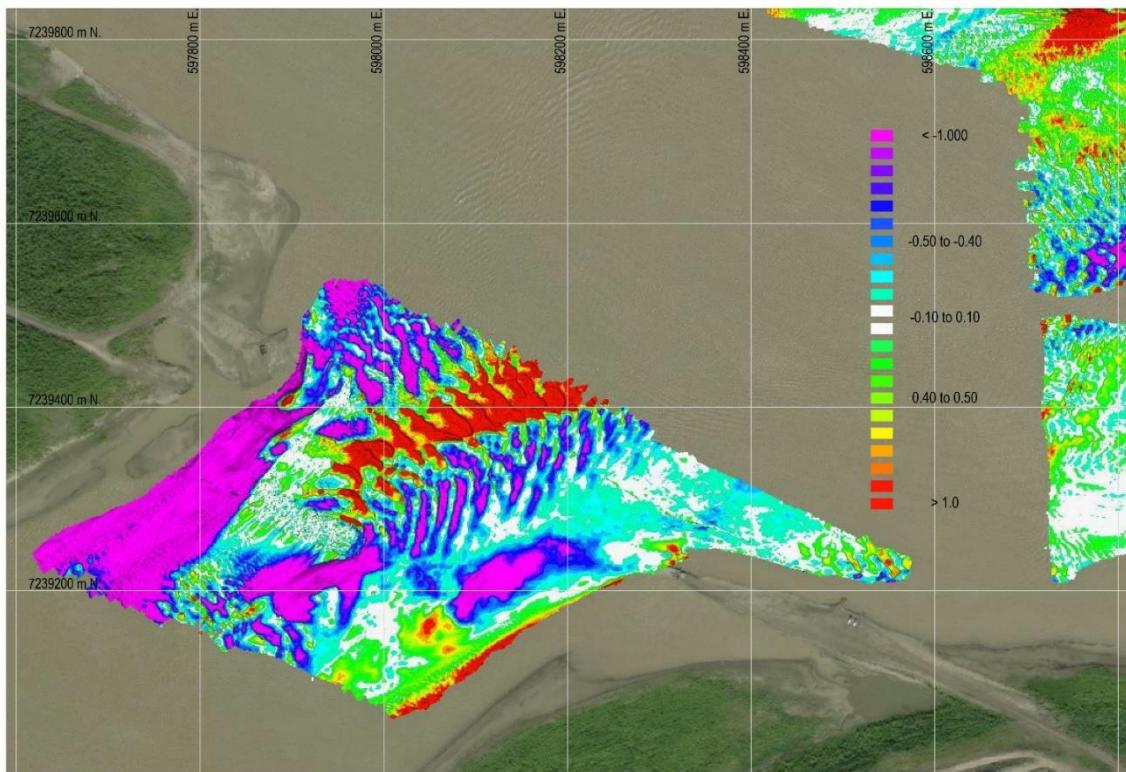 7239800 m N.
597800 m E.
598000 m E.
598200 m E.
598400 m E.
598600 m E.
< -1.000
7239600 m N.
-0.50 to -0.40
-0.10 to 0.10
0.40 to 0.50
7239400 m N.
> 1.0
7239200 m N.